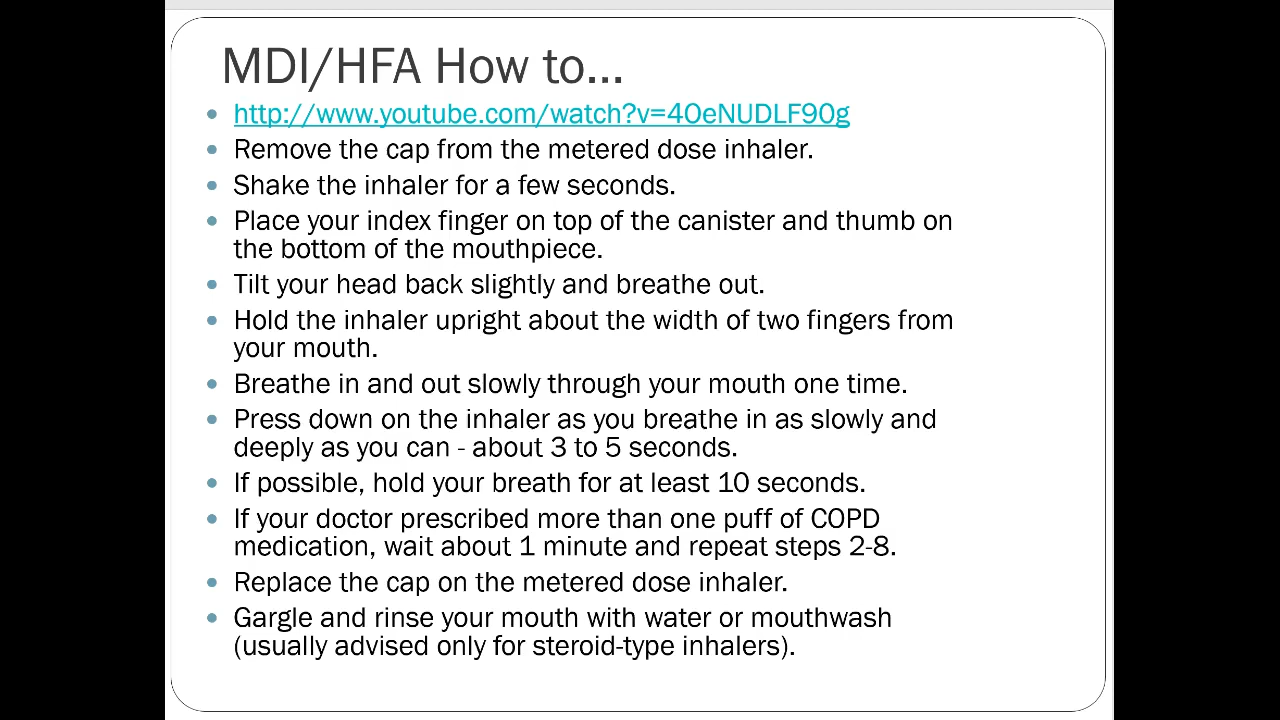 MDI/HFA How to...
http://www.youtube.com/watch?v=4OeNUDLF90g
Remove the cap from the metered dose inhaler.
Shake the inhaler for a few seconds.
Place your index finger on top of the canister and thumb on
the bottom of the mouthpiece.
Tilt your head back slightly and breathe out.
Hold the inhaler upright about the width of two fingers from
your mouth.
Breathe in and out slowly through your mouth one time.
Press down on the inhaler as you breathe in as slowly and
deeply as you can - about 3 to 5 seconds.
If possible, hold your breath for at least 10 seconds.
If your doctor prescribed more than one puff of COPD
medication, wait about 1 minute and repeat steps 2-8.
Replace the cap on the metered dose inhaler.
Gargle and rinse your mouth with water or mouthwash
(usually advised only for steroid-type inhalers).